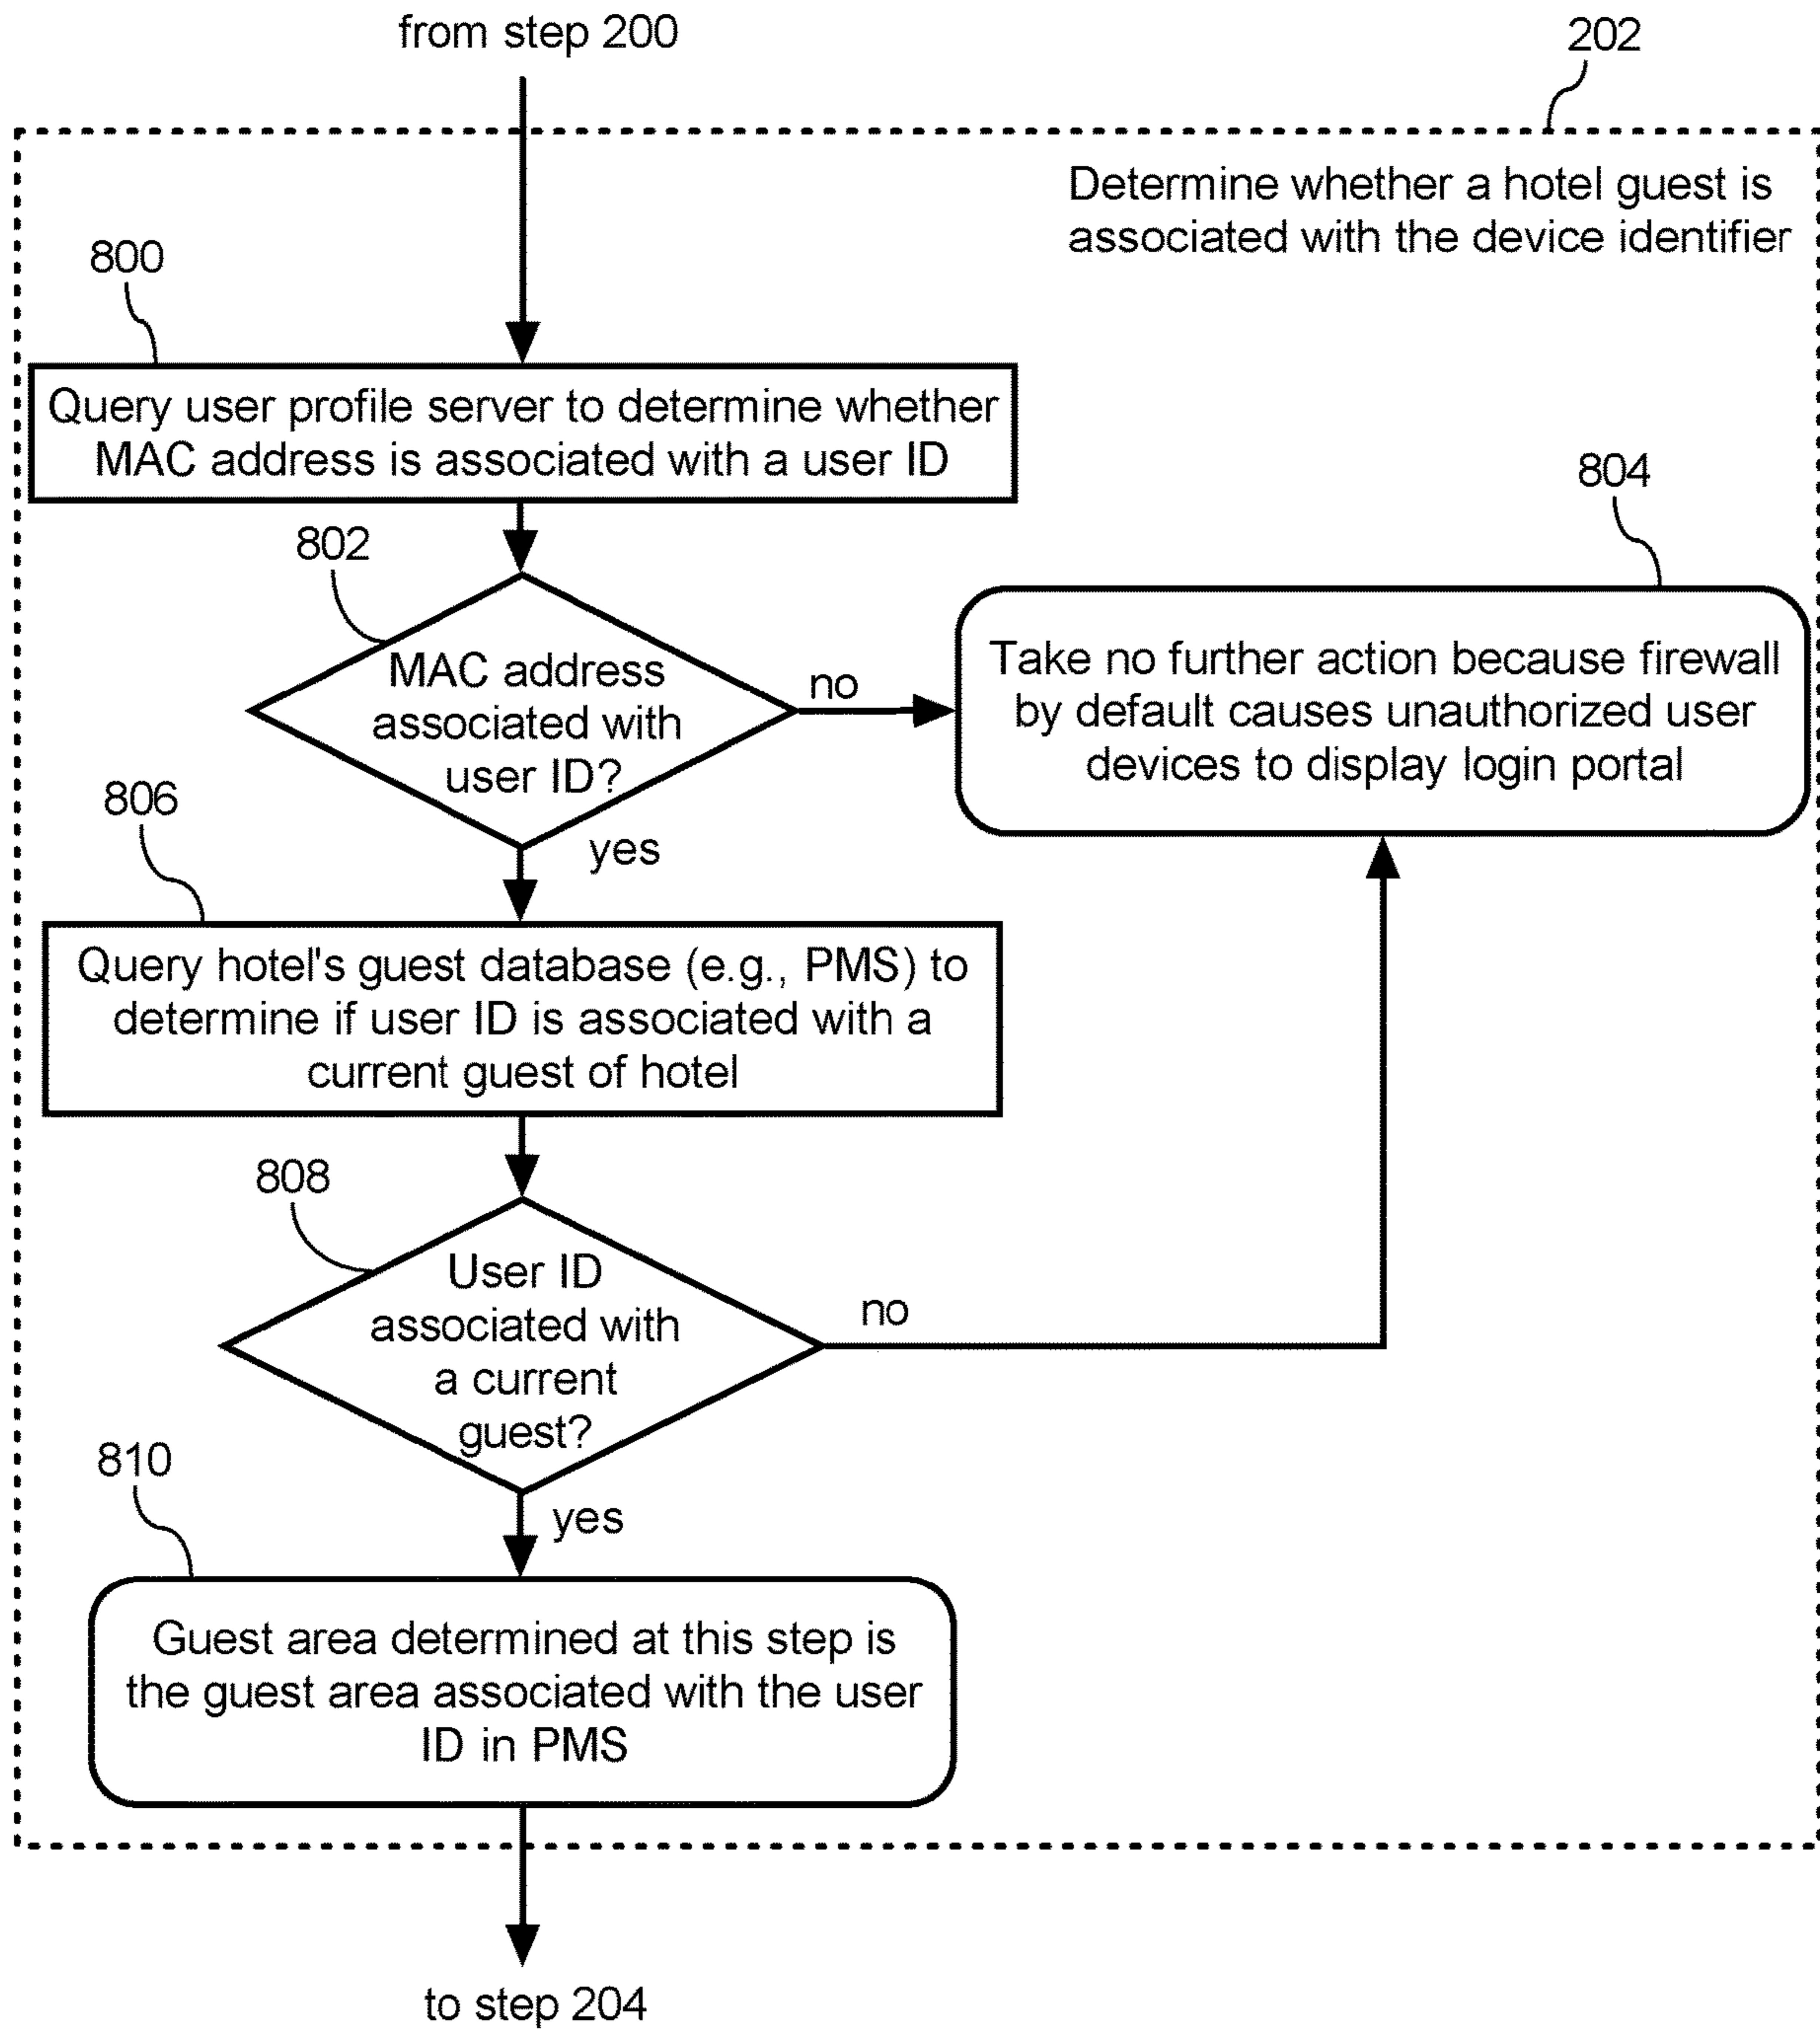 from step 200
202
Determine whether a hotel guest is
associated with the device identifier
800
Query user profile server to determine whether
MAC address is associated with a user ID
802
MAC address
associated with
user ID?
no
804
Take no further action because firewall
by default causes unauthorized user
devices to display login portal
yes
806
Query hotel's guest database (e.g., PMS) to
determine if user ID is associated with a
current guest of hotel
808
User ID
associated with
a current
guest?
no
yes
810
Guest area determined at this step is
the guest area associated with the user
ID in PMS
to step 204